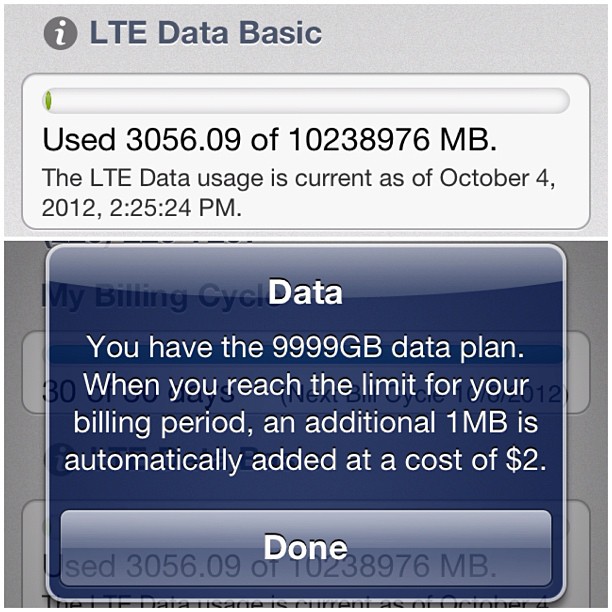 LTE Data Basic
Used 3056.09 of 10238976 MB.
The LTE Data usage is current as of October 4,
2012, 2:25:24 PM.
My Billing Cycl
Data
You have the 9999GB data plan.
When you reach the limit for your
30 of 30 days (Next Bill Cycle 10/6/2012)
billing period, an additional 1MB is
automatically added at a cost of $2.
Done
Used 3056.09 of 10238976 MB.
The LTE Data usage is current as of October 4